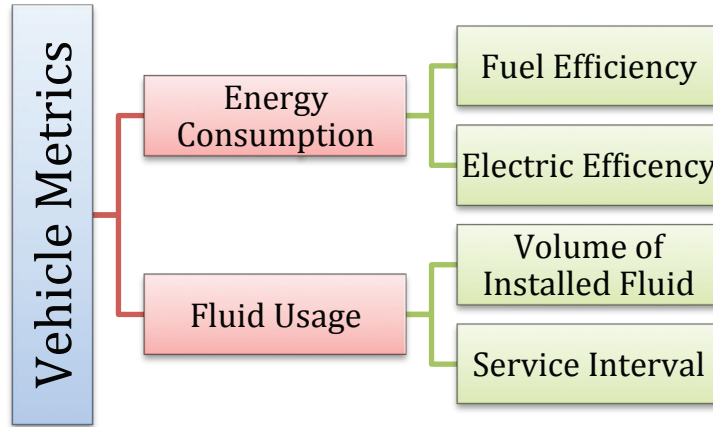 Vehicle Metrics
Energy
Consumption
Fuel Efficiency
Electric Efficency
Fluid Usage
Volume of
Installed Fluid
Service Interval